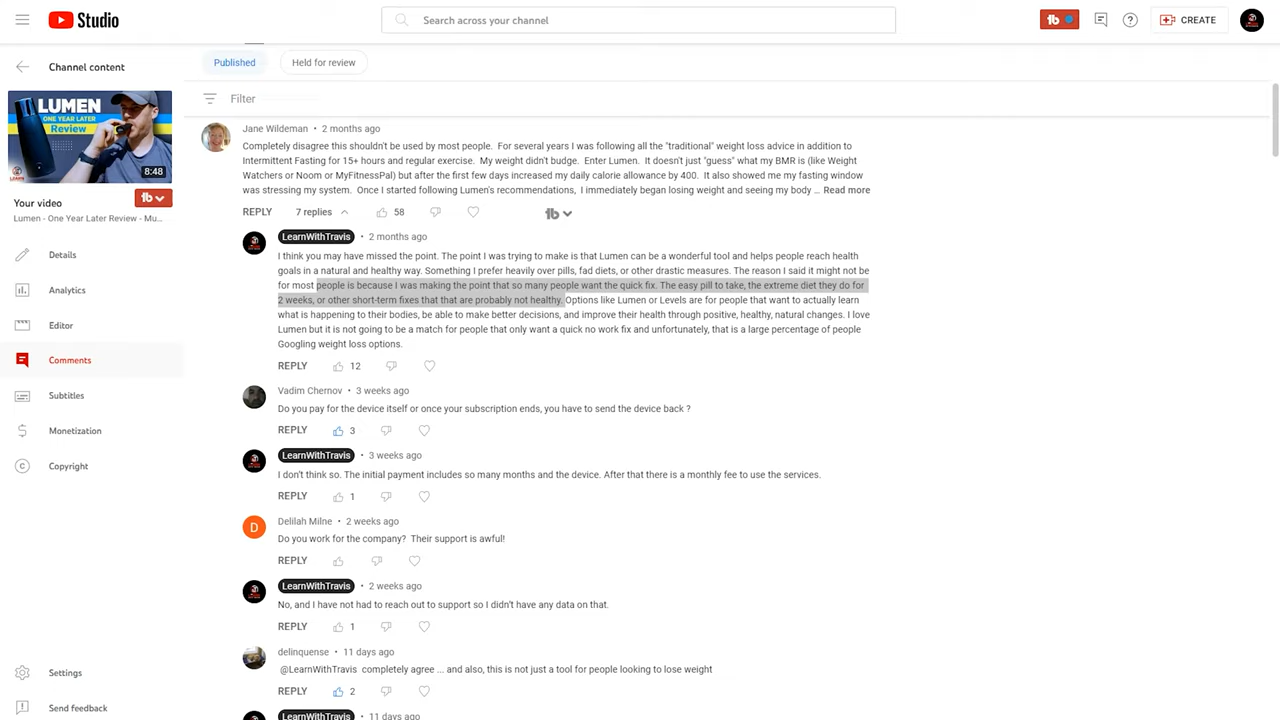 Studio
Search across your channel
tb
CREATE
Channel content
Published
Held for review
LUMEN
ONE YEAR LATER
Review
8:48
Your video
tb
Lumen - One Year Later Review - Mu...
Details
Analytics
Editor
Comments
Subtitles
Monetization
Copyright
Settings
Send feedback
Filter
Jane Wildeman • 2 months ago
Completely disagree this shouldn't be used by most people. For several years I was following all the "traditional" weight loss advice in addition to
Intermittent Fasting for 15+ hours and regular exercise. My weight didn't budge. Enter Lumen. It doesn't just "guess" what my BMR is (like Weight
Watchers or Noom or MyFitnessPal) but after the first few days increased my daily calorie allowance by 400. It also showed me my fasting window
was stressing my system. Once I started following Lumen's recommendations, I immediately began losing weight and seeing my body ... Read more
REPLY 7 replies 58 tb
LearnWithTravis • 2 months ago
I think you may have missed the point. The point I was trying to make is that Lumen can be a wonderful tool and helps people reach health
goals in a natural and healthy way. Something I prefer heavily over pills, fad diets, or other drastic measures. The reason I said it might not be
for most people is because I was making the point that so many people want the quick fix. The easy pill to take, the extreme diet they do for
2 weeks, or other short-term fixes that that are probably not healthy. Options like Lumen or Levels are for people that want to actually learn
what is happening to their bodies, be able to make better decisions, and improve their health through positive, healthy, natural changes. I love
Lumen but it is not going to be a match for people that only want a quick no work fix and unfortunately, that is a large percentage of people
Googling weight loss options.
REPLY 12
Vadim Chernov • 3 weeks ago
Do you pay for the device itself or once your subscription ends, you have to send the device back ?
REPLY 3
LearnWithTravis • 3 weeks ago
I don't think so. The initial payment includes so many months and the device. After that there is a monthly fee to use the services.
REPLY 1
D
Delilah Milne • 2 weeks ago
Do you work for the company? Their support is awful!
REPLY
LearnWithTravis • 2 weeks ago
No, and I have not had to reach out to support so I didn't have any data on that.
REPLY 1
delinquense • 11 days ago
@LearnWithTravis completely agree ... and also, this is not just a tool for people looking to lose weight
REPLY 2
LearnWithTravis • 11 days ago